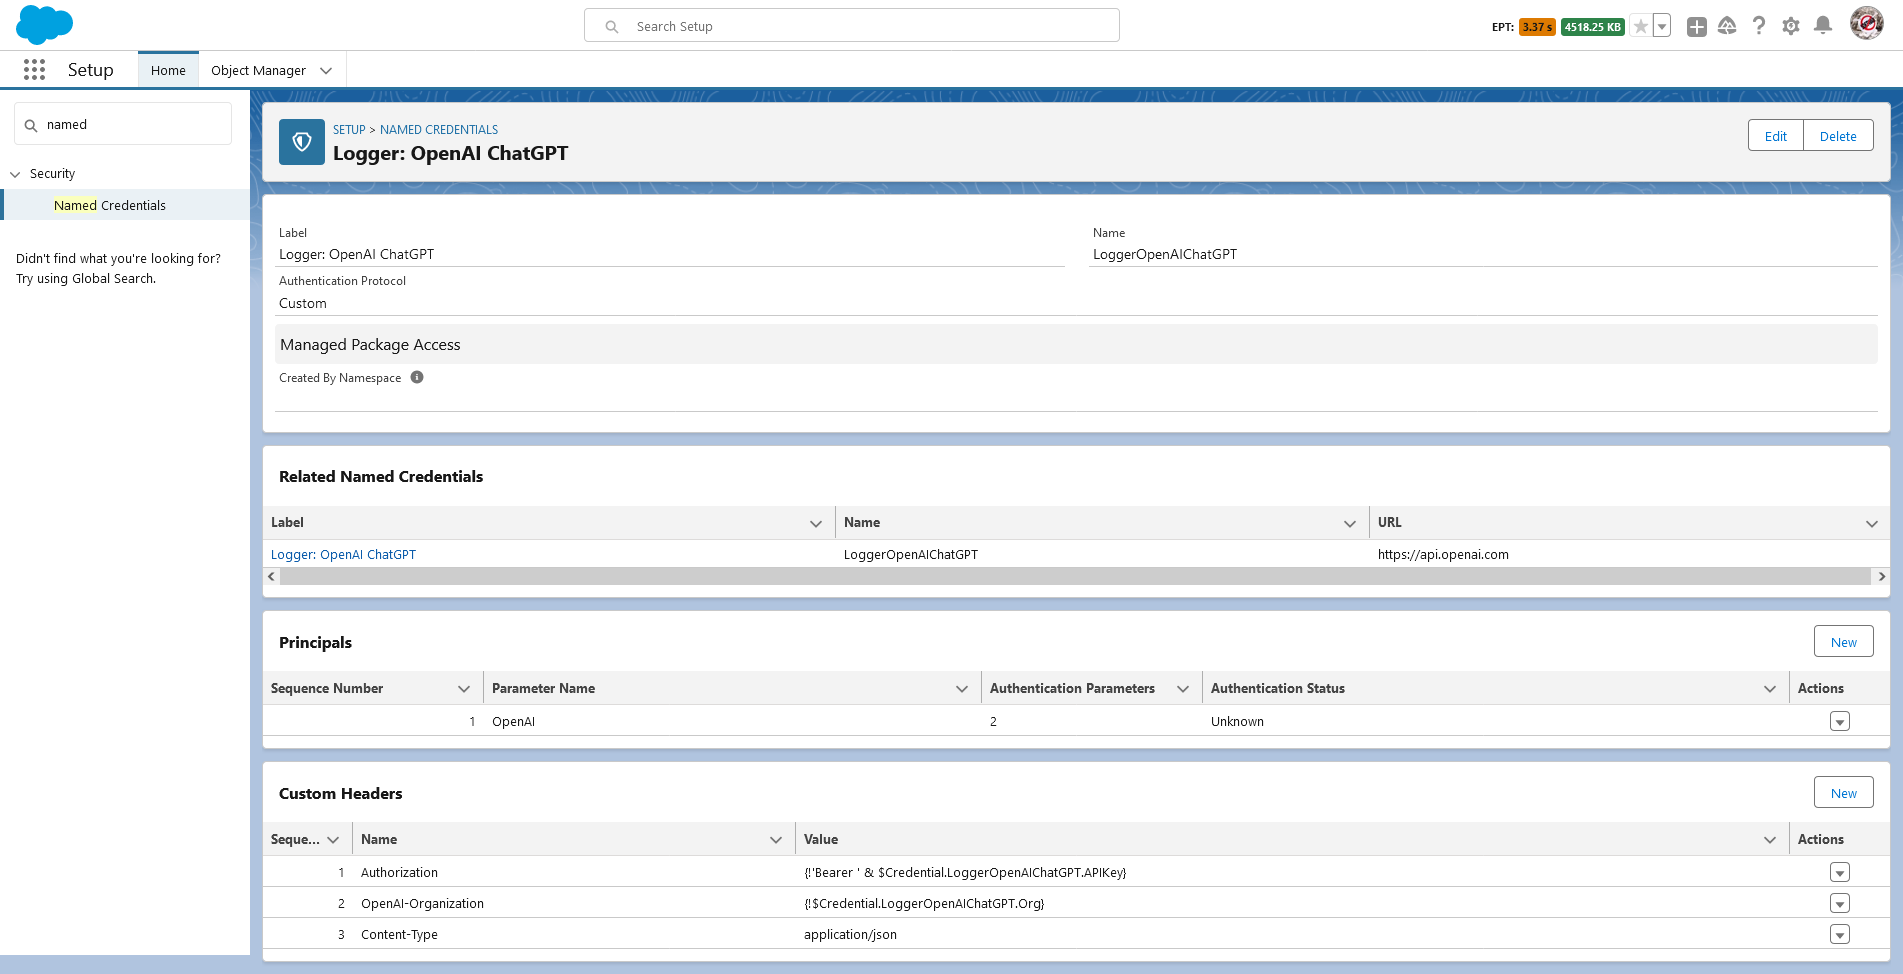 Search Setup
EPT: 3.37 s 4518.25 KB
Setup
Home
Object Manager
named
Security
Named Credentials
Didn't find what you're looking for?
Try using Global Search.
SETUP > NAMED CREDENTIALS
Logger: OpenAI ChatGPT
Edit
Delete
Label
Logger: OpenAI ChatGPT
Name
LoggerOpenAIChatGPT
Authentication Protocol
Custom
Managed Package Access
Created By Namespace
Related Named Credentials
Label Name URL
Logger: OpenAI ChatGPT LoggerOpenAIChatGPT https://api.openai.com
Principals
New
Sequence Number Parameter Name Authentication Parameters Authentication Status Actions
1 OpenAI 2 Unknown
Custom Headers
New
Seque... Name Value Actions
1 Authorization {!'Bearer ' & $Credential.LoggerOpenAIChatGPT.APIKey}
2 OpenAI-Organization {!$Credential.LoggerOpenAIChatGPT.Org}
3 Content-Type application/json